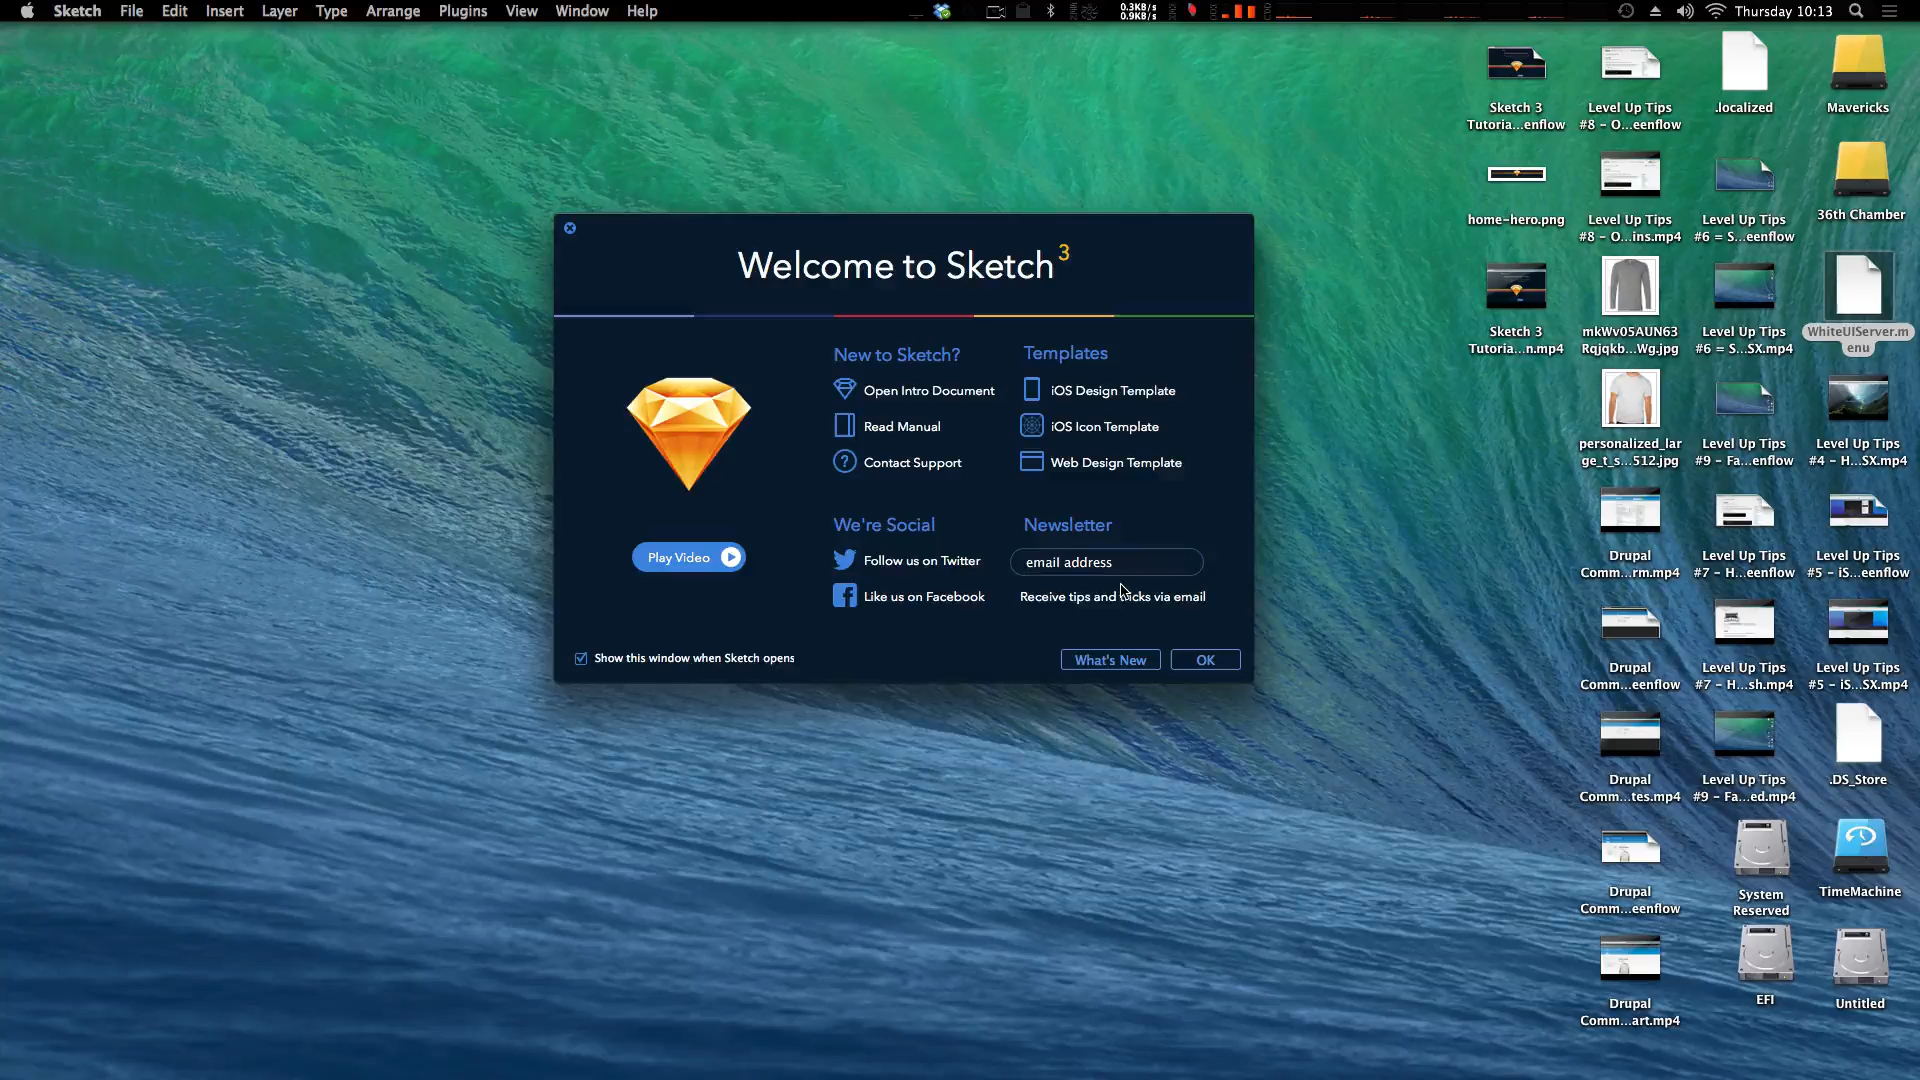 Sketch File Edit Insert Layer Type Arrange Plugins View Window Help
0.3KB/s
0.9KB/s
Thursday 10:13
Welcome to Sketch 3
New to Sketch?
Open Intro Document
Read Manual
Contact Support
Templates
iOS Design Template
iOS Icon Template
Web Design Template
Play Video
We're Social
Follow us on Twitter
Like us on Facebook
Newsletter
email address
Receive tips and tricks via email
Show this window when Sketch opens
What's New
OK
Sketch 3
Tutoria...enflow
home-hero.png
Sketch 3
Tutoria...n.mp4
Level Up Tips
#8 - O...eenflow
Level Up Tips
#8 - O...ins.mp4
mkWv05AUN63
Rqjqkb...Wg.jpg
personalized_lar
ge_t_s...512.jpg
Drupal
Comm...rm.mp4
Drupal
Comm...eenflow
Drupal
Comm...tes.mp4
Drupal
Comm...eenflow
Drupal
Comm...art.mp4
.localized
Level Up Tips
#6 = S...eenflow
Level Up Tips
#6 = S...SX.mp4
Level Up Tips
#9 - Fa...enflow
Level Up Tips
#7 - H...eenflow
Level Up Tips
#7 - H...sh.mp4
Level Up Tips
#9 - Fa...ed.mp4
System
Reserved
EFI
Mavericks
36th Chamber
WhiteUIServer.m
enu
Level Up Tips
#4 - H...SX.mp4
Level Up Tips
#5 - iS...eenflow
Level Up Tips
#5 - iS...SX.mp4
.DS_Store
TimeMachine
Untitled